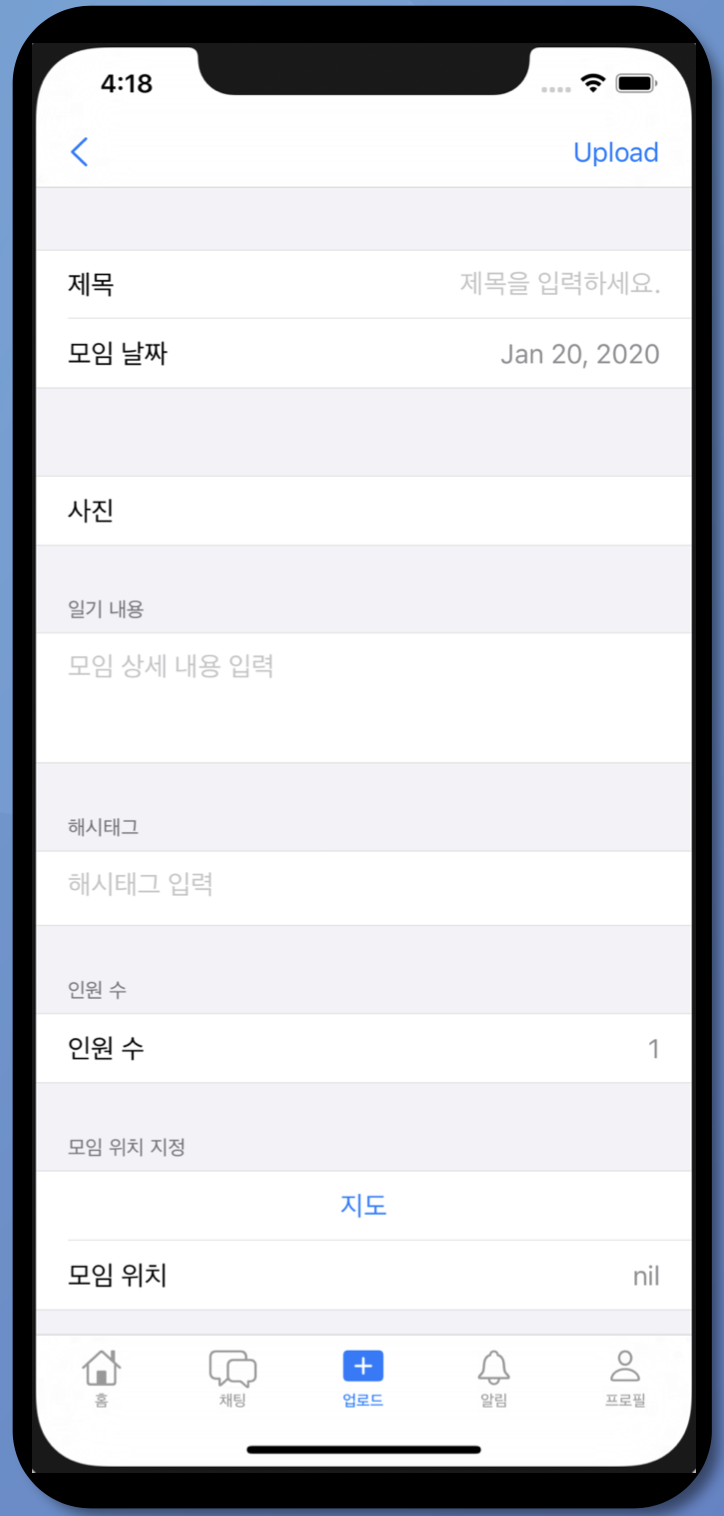 4:18
Upload
제목 제목을 입력하세요.
모임 날짜 Jan 20, 2020
사진
일기 내용
모임 상세 내용 입력
해시태그
해시태그 입력
인원 수
인원 수 1
모임 위치 지정
지도
모임 위치 nil
홈 채팅 업로드 알림 프로필